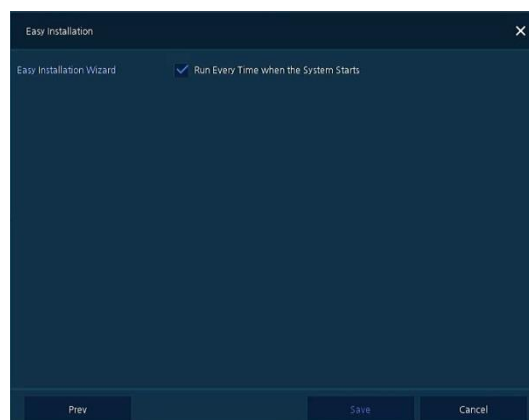 Easy Installation
Easy Installation Wizard Run Every Time when the System Starts
Prev Save Cancel